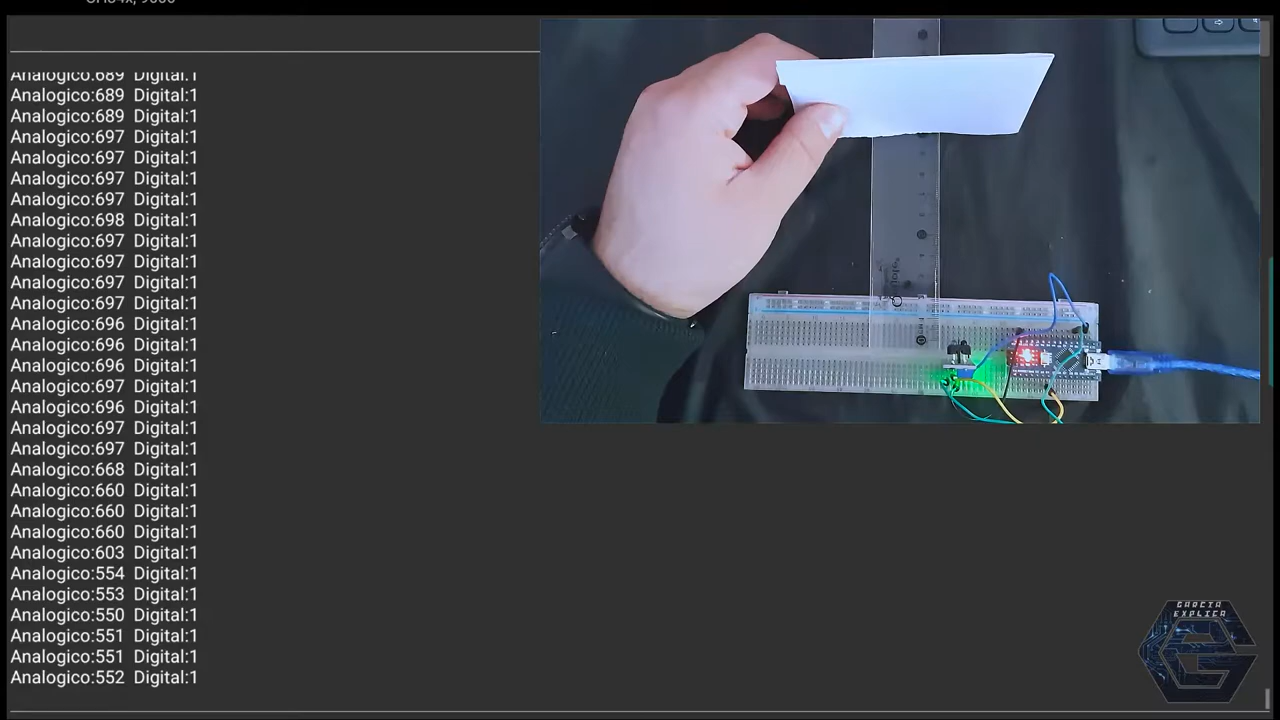 Analogico:689 Digital:1
Analogico:689 Digital:1
Analogico:689 Digital:1
Analogico:697 Digital:1
Analogico:697 Digital:1
Analogico:697 Digital:1
Analogico:697 Digital:1
Analogico:698 Digital:1
Analogico:697 Digital:1
Analogico:697 Digital:1
Analogico:697 Digital:1
Analogico:697 Digital:1
Analogico:696 Digital:1
Analogico:696 Digital:1
Analogico:696 Digital:1
Analogico:697 Digital:1
Analogico:696 Digital:1
Analogico:697 Digital:1
Analogico:697 Digital:1
Analogico:668 Digital:1
Analogico:660 Digital:1
Analogico:660 Digital:1
Analogico:660 Digital:1
Analogico:603 Digital:1
Analogico:554 Digital:1
Analogico:553 Digital:1
Analogico:550 Digital:1
Analogico:551 Digital:1
Analogico:551 Digital:1
Analogico:552 Digital:1
GARCIA
EXPLICA